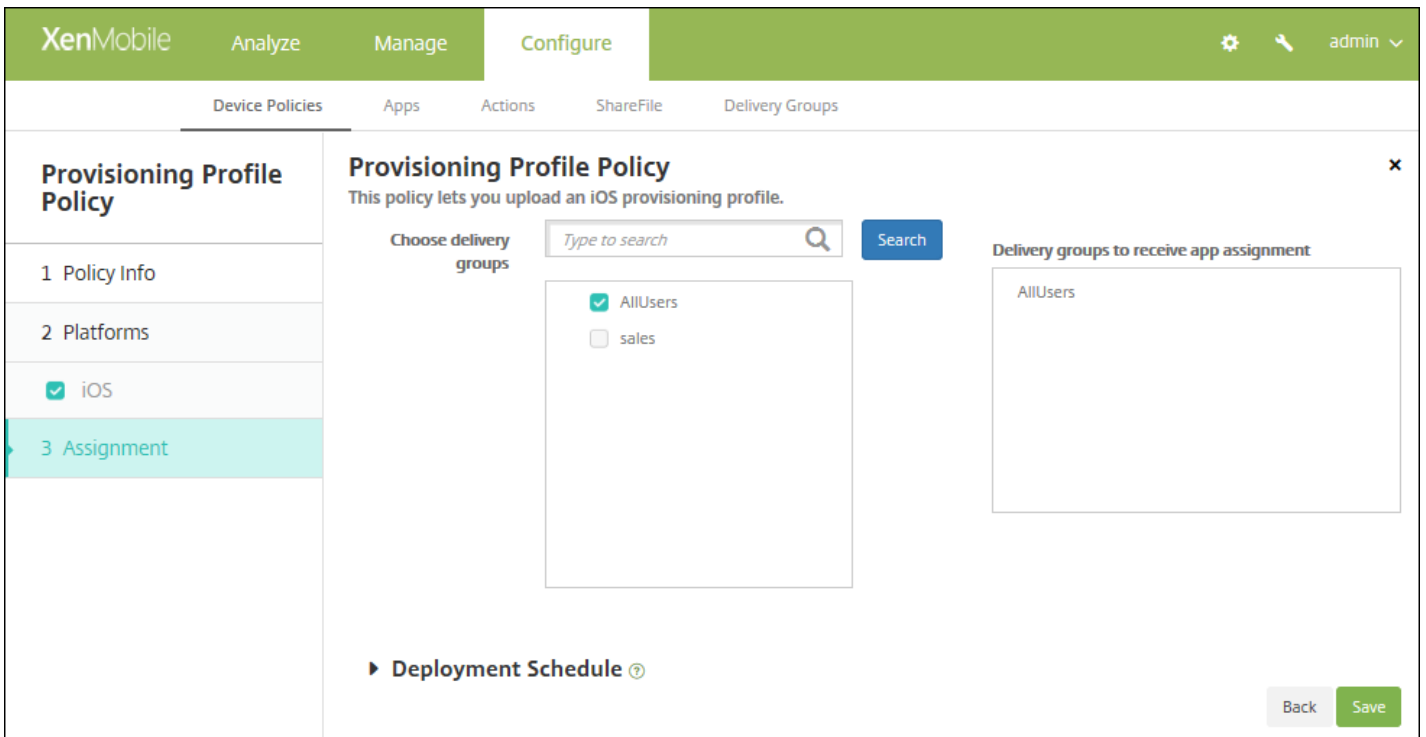 XenMobile Analyze Manage Configure admin
Device Policies Apps Actions ShareFile Delivery Groups
Provisioning Profile
Policy
1 Policy Info
2 Platforms
iOS
3 Assignment
Provisioning Profile Policy
This policy lets you upload an iOS provisioning profile.
Choose delivery
groups
Type to search
Search
AllUsers
sales
Delivery groups to receive app assignment
AllUsers
Deployment Schedule ?
Back Save